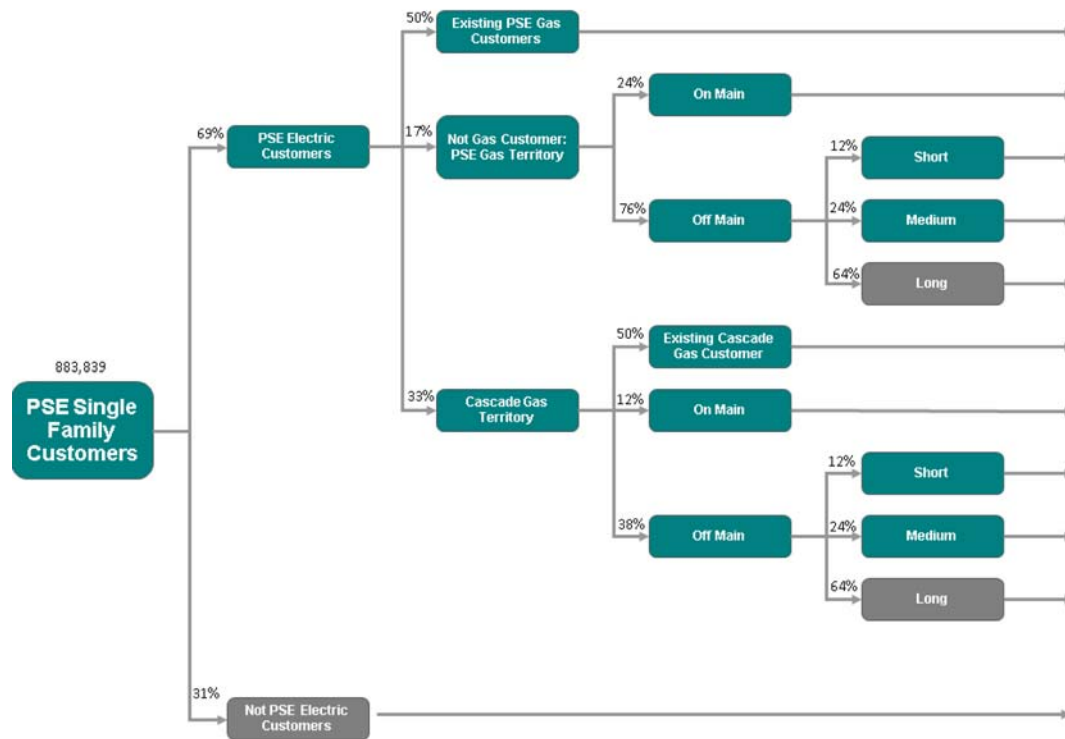 50%
Existing PSE Gas
Customers
24%
On Main
69%
PSE Electric
Customers
17%
Not Gas Customer:
PSE Gas Territory
12%
Short
76%
Off Main
24%
Medium
64%
Long
883,839
PSE Single
Family
Customers
50%
Existing Cascade
Gas Customer
33%
Cascade Gas
Territory
12%
On Main
12%
Short
38%
Off Main
24%
Medium
64%
Long
31%
Not PSE Electric
Customers